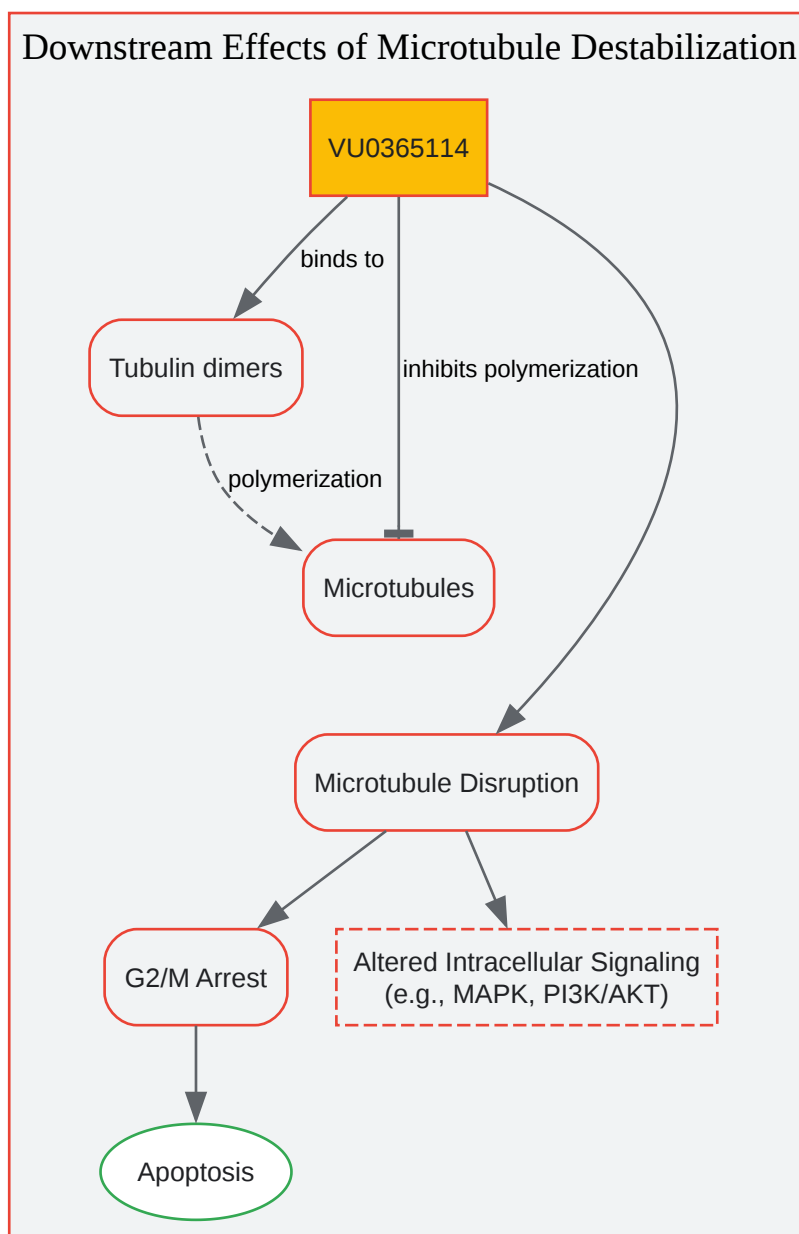 Downstream Effects of Microtubule Destabilization
VU0365114
binds to
Tubulin dimers
inhibits polymerization
polymerization
Microtubules
Microtubule Disruption
G2/M Arrest
Altered Intracellular Signaling
(e.g., MAPK, PI3K/AKT)
Apoptosis